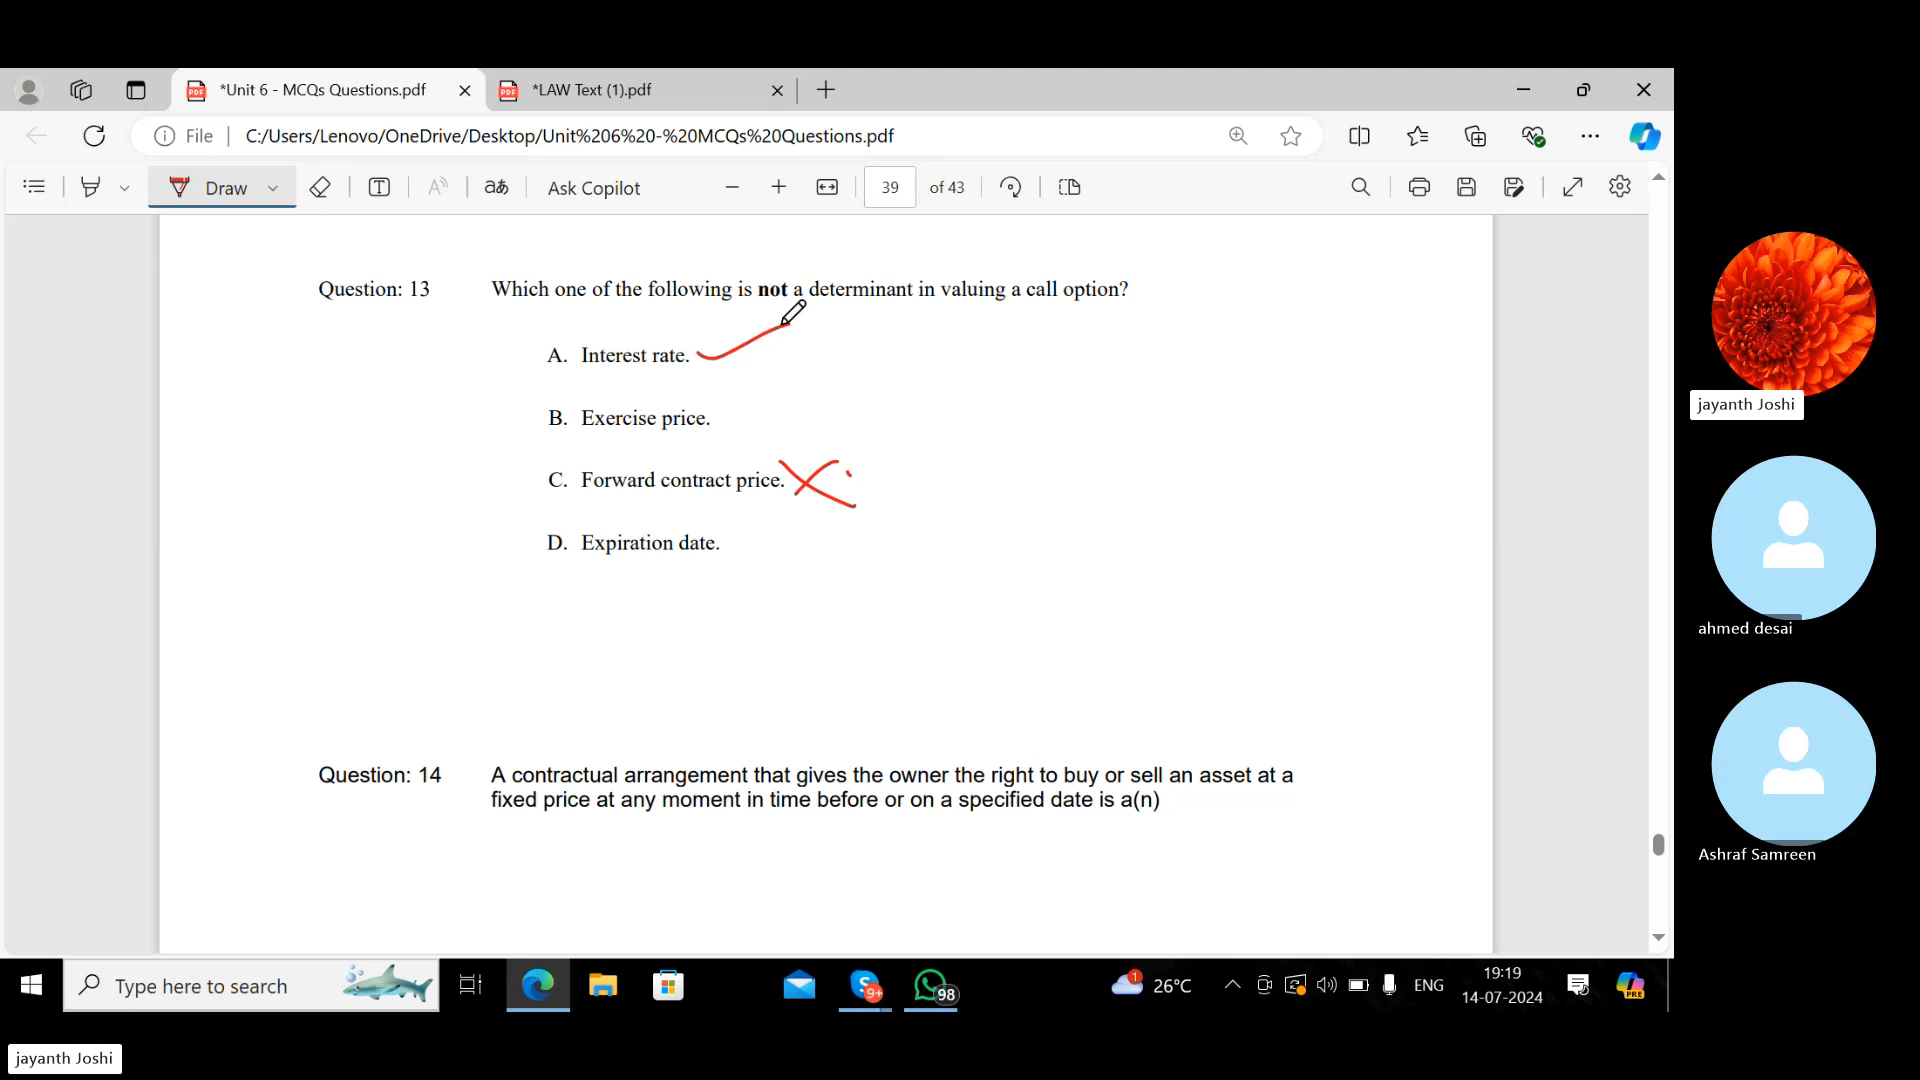 *Unit 6 - MCQs Questions.pdf
*LAW Text (1).pdf
File
C:/Users/Lenovo/OneDrive/Desktop/Unit%206%20-%20MCQs%20Questions.pdf
Draw
Ask Copilot
39 of 43
Question: 13 Which one of the following is not a determinant in valuing a call option?
A. Interest rate.
B. Exercise price.
C. Forward contract price.
D. Expiration date.
Question: 14 A contractual arrangement that gives the owner the right to buy or sell an asset at a
fixed price at any moment in time before or on a specified date is a(n)
jayanth Joshi
ahmed desai
Ashraf Samreen
Type here to search
9+
98
1
26°C
ENG
19:19
14-07-2024
PRE
jayanth Joshi